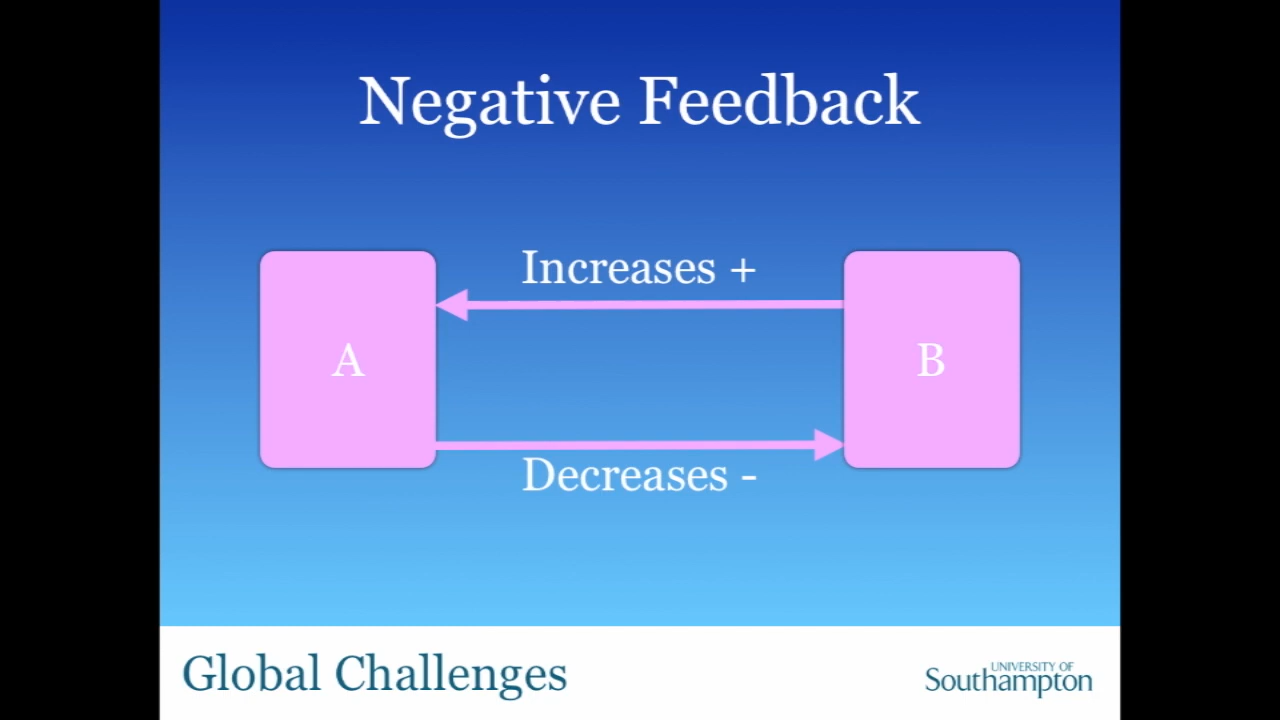 Negative Feedback
Increases +
A
B
Decreases -
Global Challenges
UNIVERSITY OF
Southampton